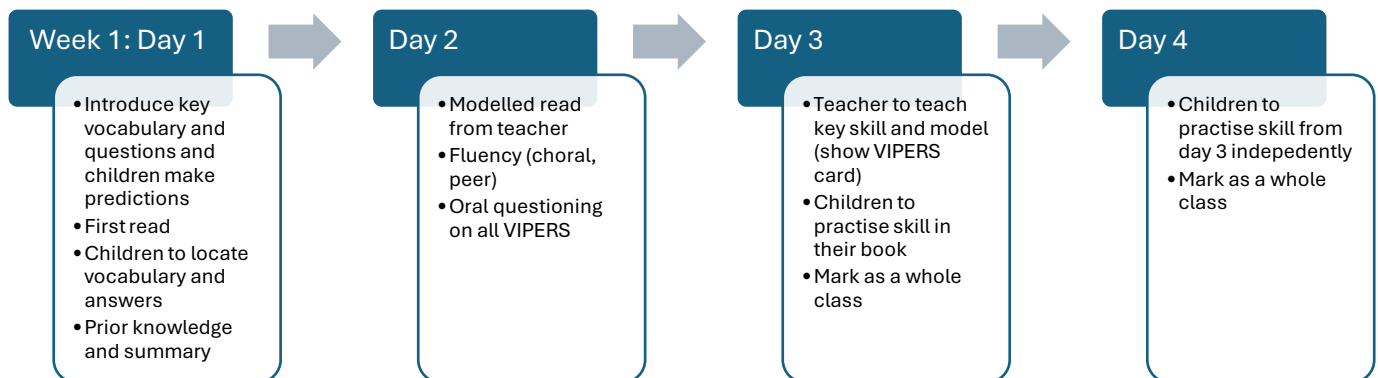 Week 1: Day 1
• Introduce key
vocabulary and
questions and
children make
predictions
• First read
• Children to locate
vocabulary and
answers
• Prior knowledge
and summary
Day 2
• Modelled read
from teacher
• Fluency (choral,
peer)
• Oral questioning
on all VIPERS
Day 3
• Teacher to teach
key skill and model
(show VIPERS
card)
• Children to
practise skill in
their book
• Mark as a whole
class
Day 4
• Children to
practise skill from
day 3 indepedently
• Mark as a whole
class